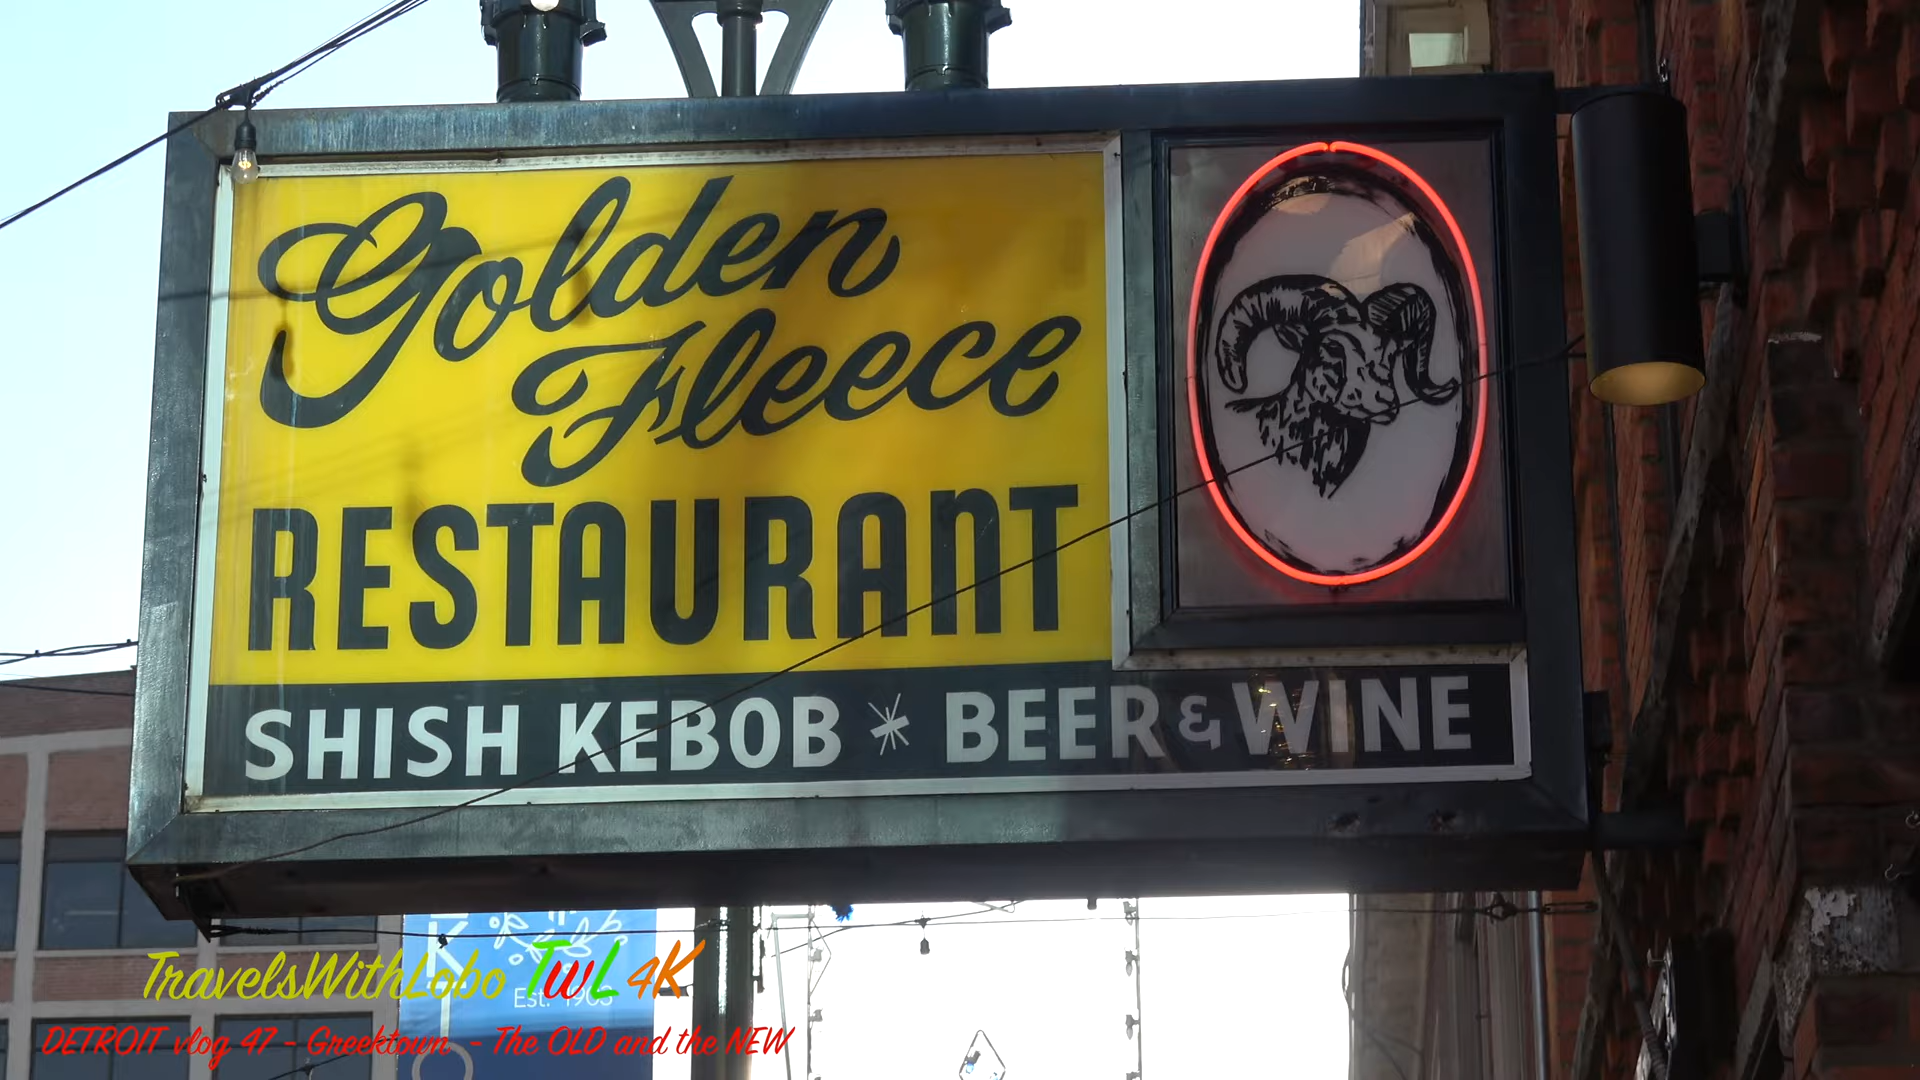 Golden
Fleece
RESTAURANT
SHISH KEBOB * BEER & WINE
K
Est. 1903
TravelsWithLobo TWL 4K
DETROIT vlog 47 - Greektown - The OLD and the NEW